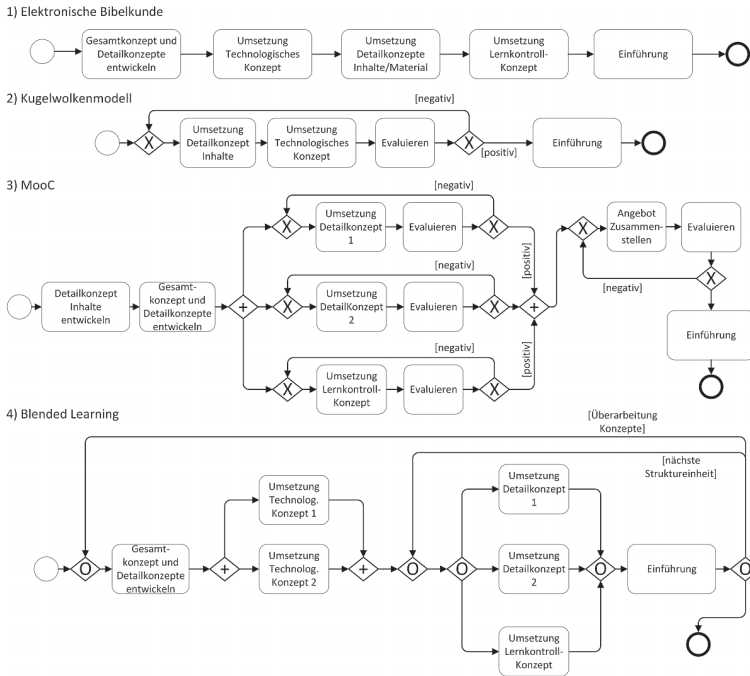 1) Elektronische Bibelkunde
Gesamtkonzept und
Detailkonzepte
entwickeln
Umsetzung
Technologisches
Konzept
Umsetzung
Detailkonzepte
Inhalte/Material
Umsetzung
Lernkontroll-
Konzept
Einführung
2) Kugelwolkenmodell
[negativ]
X
Umsetzung
Detailkonzept
Inhalte
Umsetzung
Technologisches
Konzept
Evaluieren
X
[positiv]
Einführung
3) MooC
[negativ]
X
Umsetzung
Detailkonzept
1
Evaluieren
X
[positiv]
X
Angebot
Zusammen-
stellen
Evaluieren
X
[negativ]
Detailkonzept
Inhalte
entwickeln
Gesamt-
konzept und
Detailkonzepte
entwickeln
+
[negativ]
X
Umsetzung
DetailKonzept
2
Evaluieren
X
+
Einführung
[negativ]
X
Umsetzung
Lernkontroll-
Konzept
Evaluieren
X
[positiv]
4) Blended Learning
[Überarbeitung
Konzepte]
[nächste
Struktureinheit]
O
Gesamt-
konzept und
Detailkonzepte
entwickeln
+
Umsetzung
Technolog.
Konzept 1
Umsetzung
Technolog.
Konzept 2
+
O
O
Umsetzung
Detailkonzept
1
Umsetzung
Detailkonzept
2
Umsetzung
Lernkontroll-
Konzept
O
Einführung
O